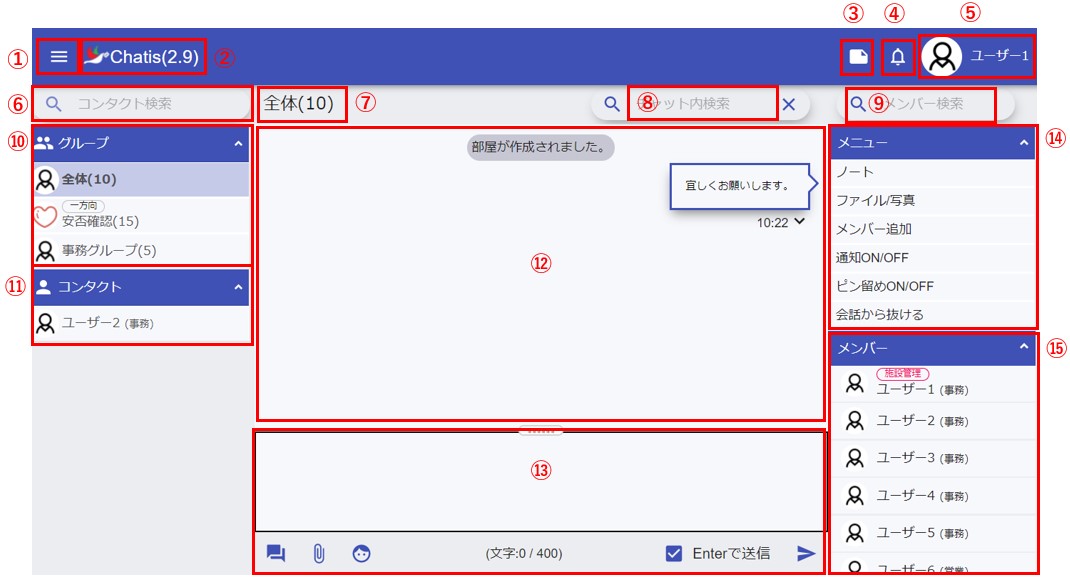 ③ ④ ⑤
① Chatis(2.9) ② ユーザー1
⑥ コンタクト検索 全体(10) ⑦ ⑧ ット内検索 ⑨ メンバー検索
⑩ グループ
全体(10)
一方向
安否確認(15)
事務グループ(5)
⑪ コンタクト
ユーザー2 (事務)
部屋が作成されました。
宜しくお願いします。
10:22
⑫
⑬
(文字:0 / 400) Enterで送信
メニュー ⑭
ノート
ファイル/写真
メンバー追加
通知ON/OFF
ピン留めON/OFF
会話から抜ける
メンバー ⑮
施設管理
ユーザー1 (事務)
ユーザー2 (事務)
ユーザー3 (事務)
ユーザー4 (事務)
ユーザー5 (事務)
ユーザー6 (営業)